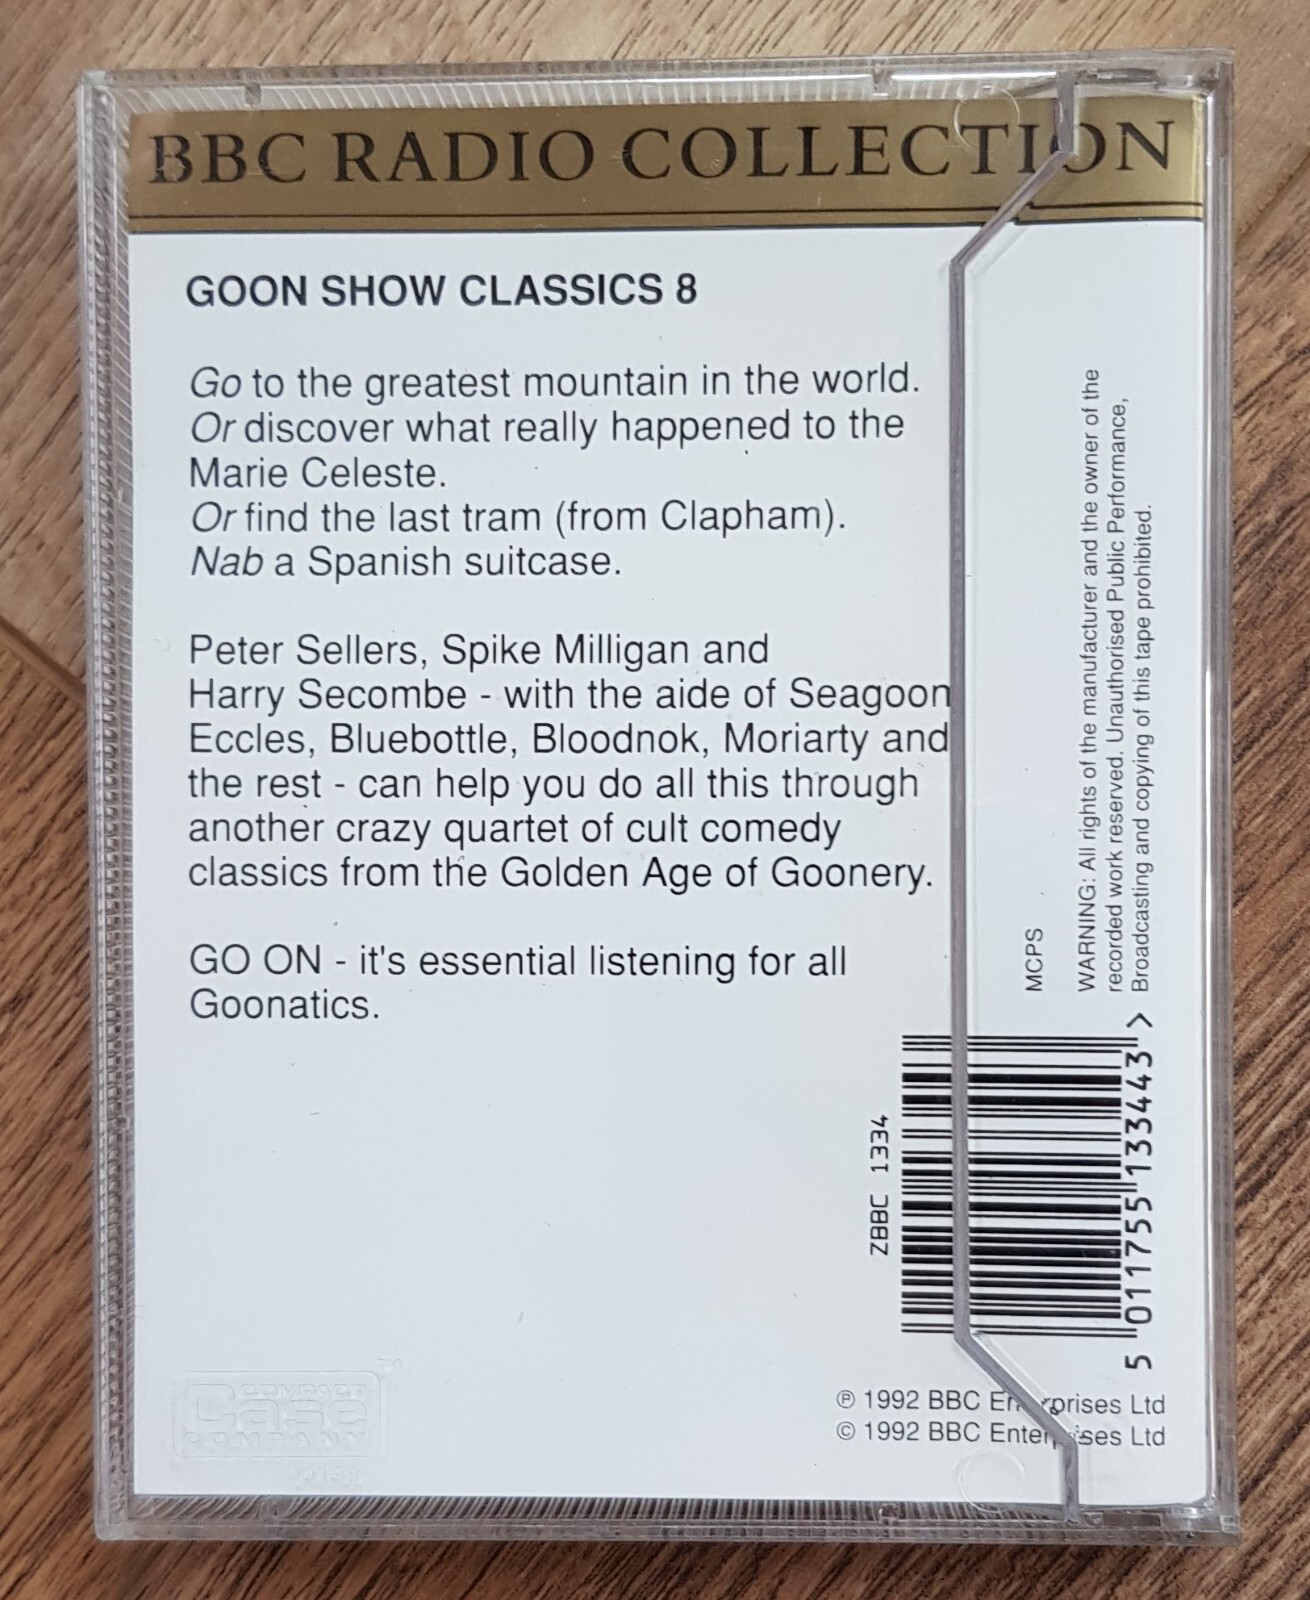 BBC RADIO COLLECTION
GOON SHOW CLASSICS 8
Go to the greatest mountain in the world.
Or discover what really happened to the
Marie Celeste.
Or find the last tram (from Clapham).
Nab a Spanish suitcase.
Peter Sellers, Spike Milligan and
Harry Secombe - with the aide of Seagoon
Eccles, Bluebottle, Bloodnok, Moriarty and
the rest - can help you do all this through
another crazy quartet of cult comedy
classics from the Golden Age of Goonery.
GO ON - it's essential listening for all
Goonatics.
MCPS
WARNING: All rights of the manufacturer and the owner of the
recorded work reserved. Unauthorised Public Performance,
Broadcasting and copying of this tape prohibited.
ZBBC 1334
5 011755 133443 >
℗ 1992 BBC Enterprises Ltd
© 1992 BBC Enterprises Ltd
COMPACT
Case
COMPANY